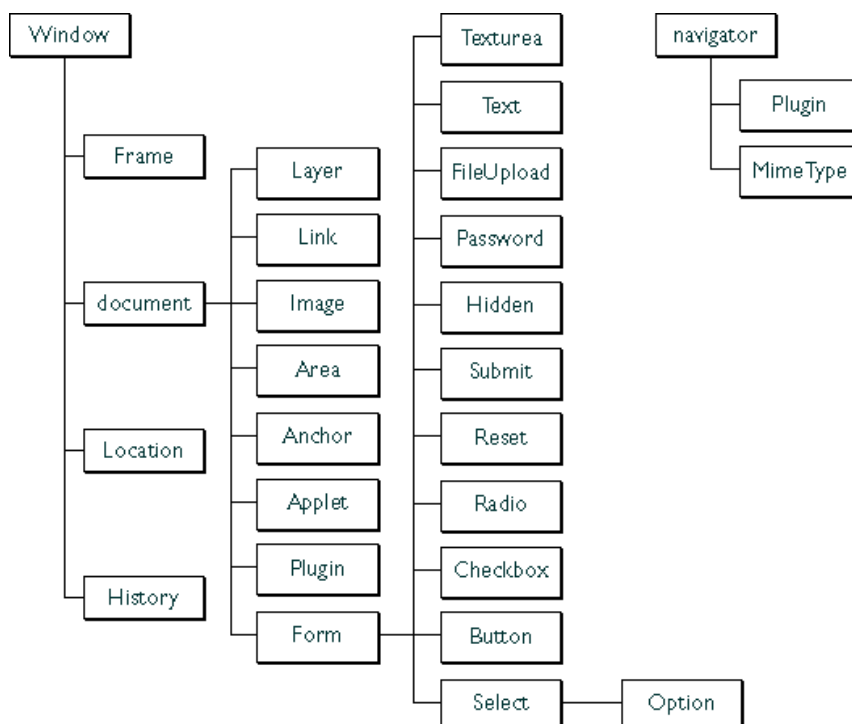 Window
Frame
document
Location
History
Layer
Link
Image
Area
Anchor
Applet
Plugin
Form
Texturea
Text
FileUpload
Password
Hidden
Submit
Reset
Radio
Checkbox
Button
Select
Option
navigator
Plugin
MimeType